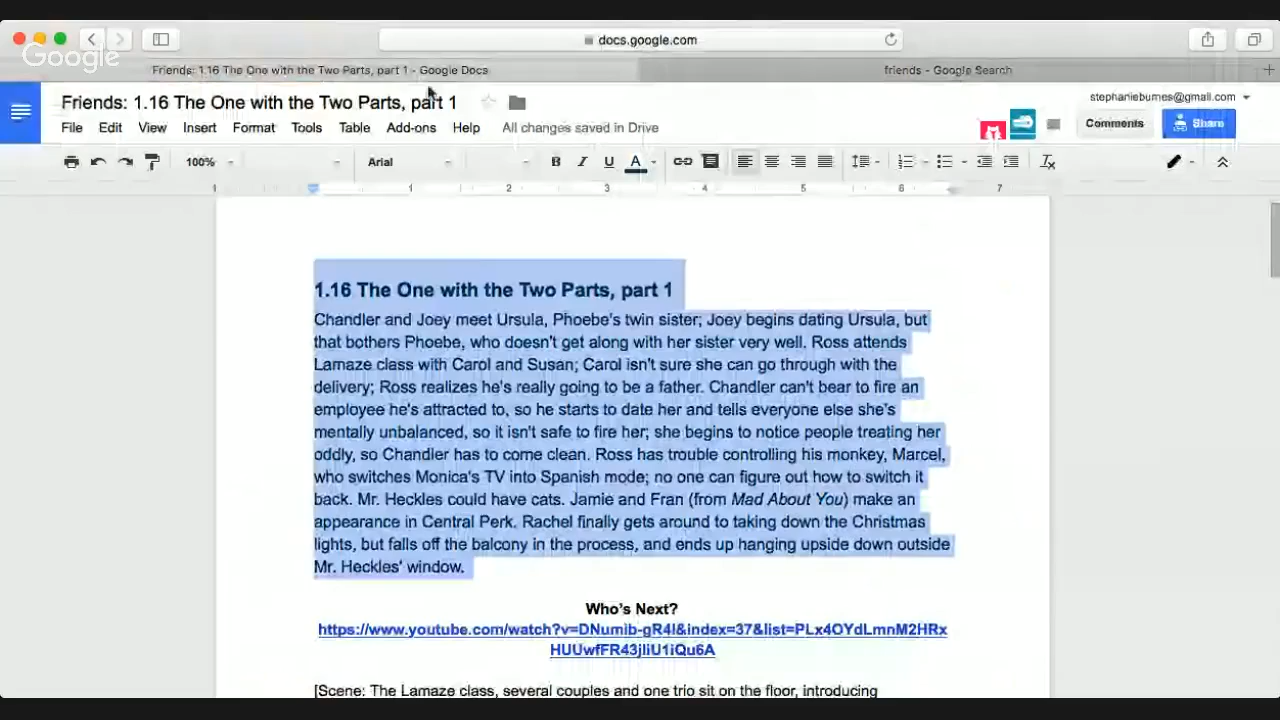 docs.google.com
Google
Friends: 1.16 The One with the Two Parts, part 1 - Google Docs
friends - Google Search
Friends: 1.16 The One with the Two Parts, part 1
stephaniebumes@gmail.com
File Edit View Insert Format Tools Table Add-ons Help All changes saved in Drive
Comments
Share
100% Arial B I U A
1 1 2 3 4 5 6 7
1.16 The One with the Two Parts, part 1
Chandler and Joey meet Ursula, Phoebe's twin sister; Joey begins dating Ursula, but
that bothers Phoebe, who doesn't get along with her sister very well. Ross attends
Lamaze class with Carol and Susan; Carol isn't sure she can go through with the
delivery; Ross realizes he's really going to be a father. Chandler can't bear to fire an
employee he's attracted to, so he starts to date her and tells everyone else she's
mentally unbalanced, so it isn't safe to fire her; she begins to notice people treating her
oddly, so Chandler has to come clean. Ross has trouble controlling his monkey, Marcel,
who switches Monica's TV into Spanish mode; no one can figure out how to switch it
back. Mr. Heckles could have cats. Jamie and Fran (from Mad About You) make an
appearance in Central Perk. Rachel finally gets around to taking down the Christmas
lights, but falls off the balcony in the process, and ends up hanging upside down outside
Mr. Heckles' window.
Who's Next?
https://www.youtube.com/watch?v=DNumib-gR4I&index=37&list=PLx4OYdLmnM2HRx
HUUwfFR43jIiU1iQu6A
[Scene: The Lamaze class, several couples and one trio sit on the floor, introducing